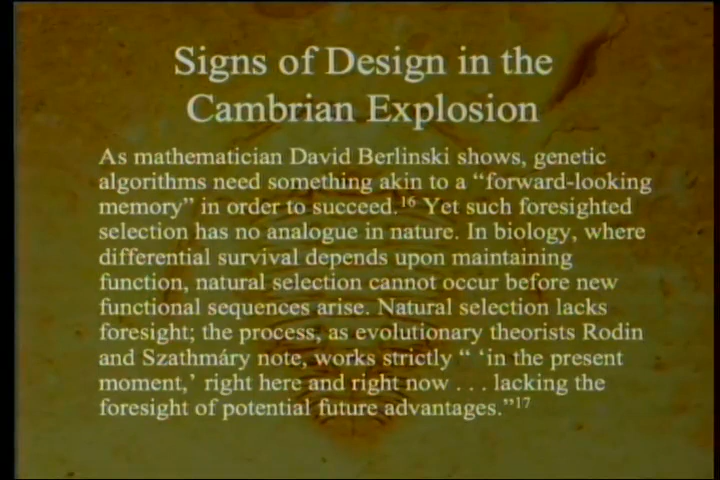 Signs of Design in the
Cambrian Explosion
As mathematician David Berlinski shows, genetic
algorithms need something akin to a “forward-looking
memory” in order to succeed.16 Yet such foresighted
selection has no analogue in nature. In biology, where
differential survival depends upon maintaining
function, natural selection cannot occur before new
functional sequences arise. Natural selection lacks
foresight; the process, as evolutionary theorists Rodin
and Szathmáry note, works strictly “ ‘in the present
moment,’ right here and right now . . . lacking the
foresight of potential future advantages.”17